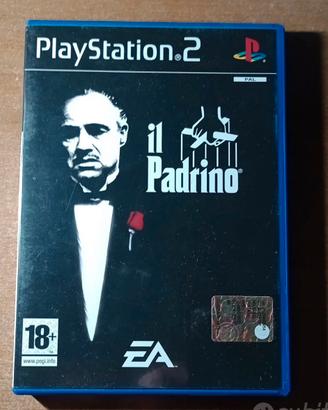 PlayStation®2
PAL
il
Padrino®
18+
www.pegi.info
EA